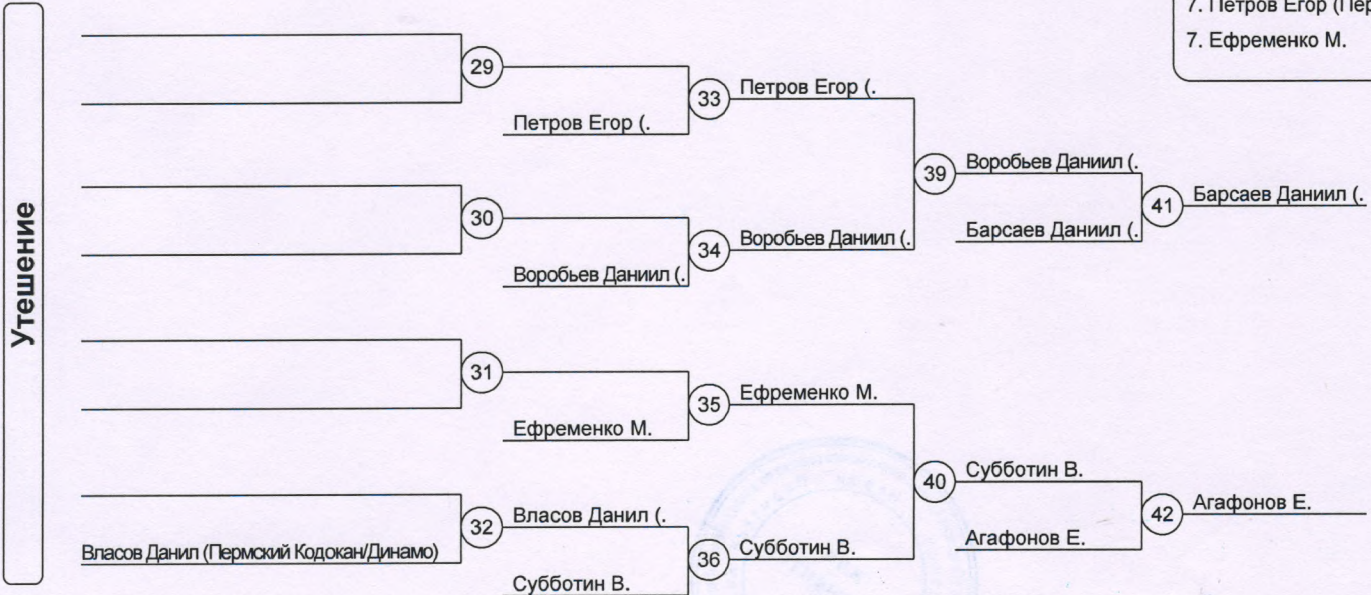 7. Петров Егор (Пер
7. Ефременко М.
Утешение
29
Петров Егор (.
33
Петров Егор (.
30
Воробьев Даниил (.
34
Воробьев Даниил (.
39
Воробьев Даниил (.
Барсаев Даниил (.
41
Барсаев Даниил (.
31
Ефременко М.
35
Ефременко М.
Власов Данил (Пермский Кодокан/Динамо)
32
Власов Данил (.
Субботин В.
36
Субботин В.
40
Субботин В.
Агафонов Е.
42
Агафонов Е.